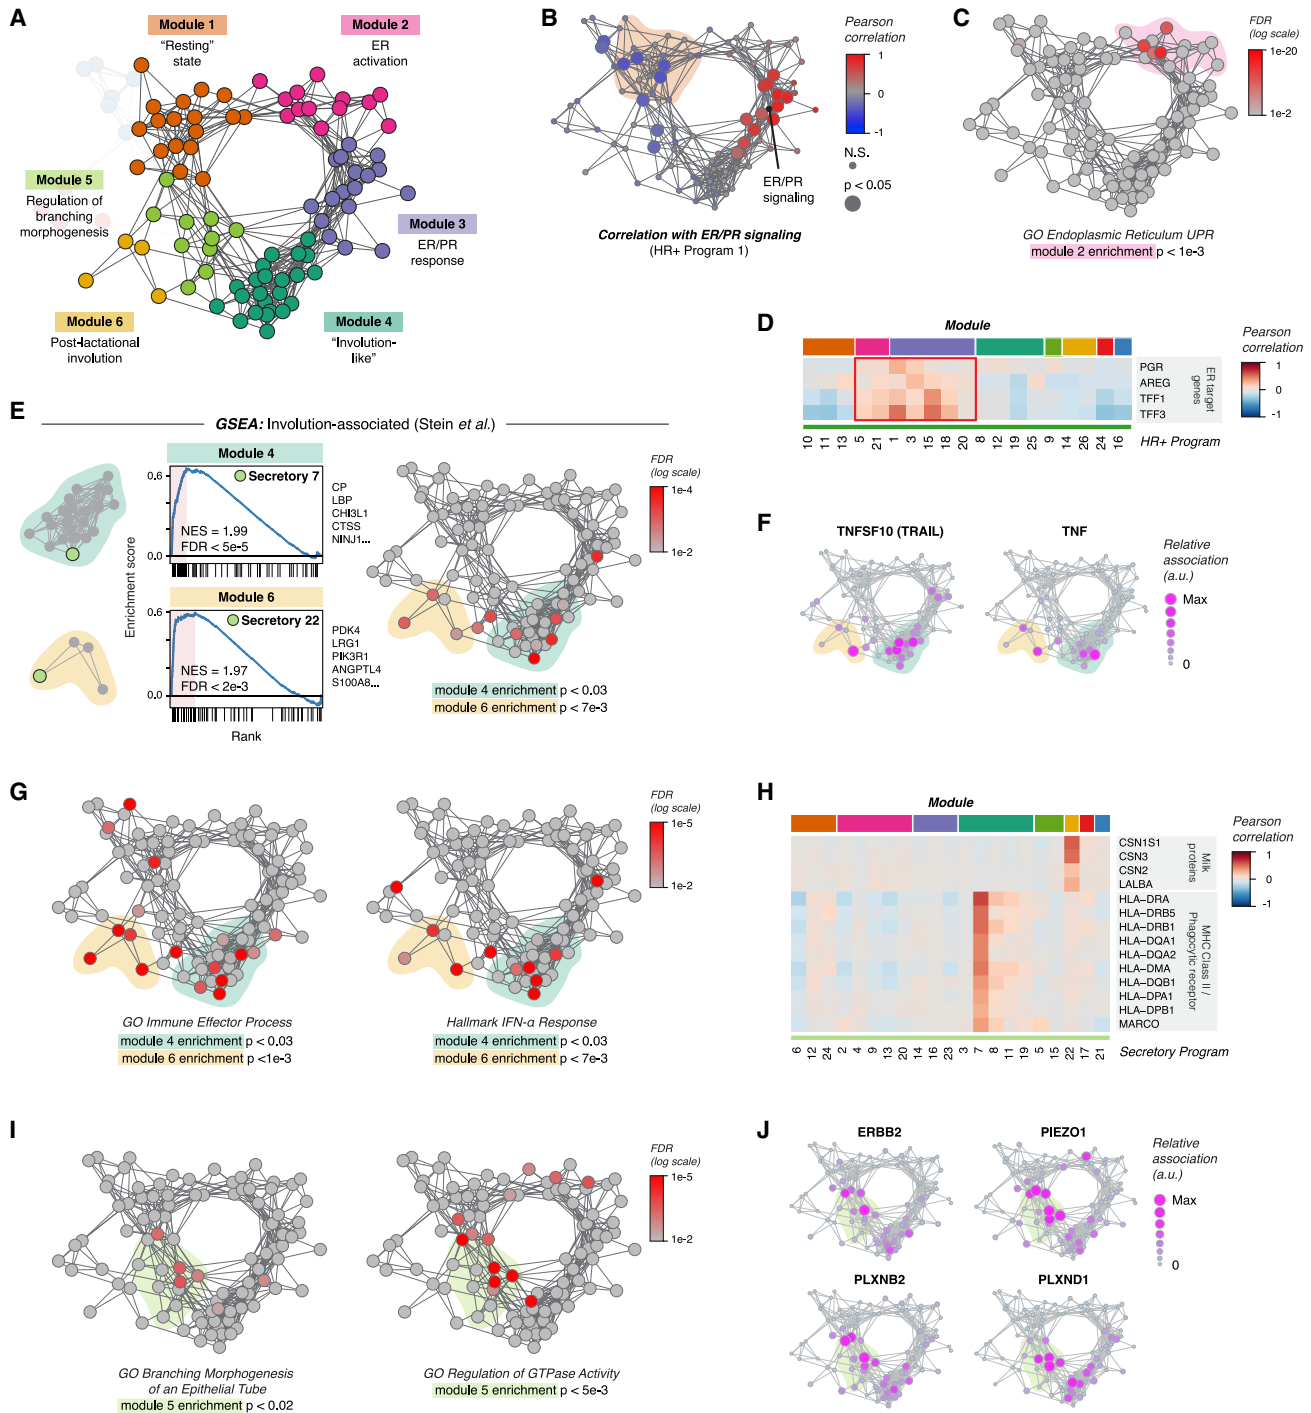 A
Module 1
"Resting"
state
Module 2
ER
activation
Module 5
Regulation of
branching
morphogenesis
Module 3
ER/PR
response
Module 6
Post-lactational
involution
Module 4
"Involution-
like"
B
Pearson
correlation
1
0
-1
N.S.
p < 0.05
ER/PR
signaling
Correlation with ER/PR signaling
(HR+ Program 1)
C
FDR
(log scale)
1e-20
1e-2
GO Endoplasmic Reticulum UPR
module 2 enrichment p < 1e-3
D
Module
PGR
AREG
TFF1
TFF3
ER target
genes
10 11 13 5 21 1 3 15 18 20 8 12 19 25 9 14 26 24 16
HR+ Program
Pearson
correlation
1
0
-1
E
GSEA: Involution-associated (Stein et al.)
Module 4
Secretory 7
0.6
NES = 1.99
FDR < 5e-5
0.0
CP
LBP
CHI3L1
CTSS
NINJ1...
Enrichment score
Module 6
0.6
Secretory 22
NES = 1.97
FDR < 2e-3
0.0
PDK4
LRG1
PIK3R1
ANGPTL4
S100A8...
Rank
FDR
(log scale)
1e-4
1e-2
module 4 enrichment p < 0.03
module 6 enrichment p < 7e-3
F
TNFSF10 (TRAIL)
TNF
Relative
association
(a.u.)
Max
0
G
FDR
(log scale)
1e-5
1e-2
GO Immune Effector Process
module 4 enrichment p < 0.03
module 6 enrichment p <1e-3
Hallmark IFN-α Response
module 4 enrichment p < 0.03
module 6 enrichment p < 7e-3
H
Module
CSN1S1
CSN3
CSN2
LALBA
Milk
proteins
HLA−DRA
HLA−DRB5
HLA−DRB1
HLA−DQA1
HLA−DQA2
HLA−DMA
HLA−DQB1
HLA−DPA1
HLA−DPB1
MARCO
MHC Class II /
Phagocytic receptor
6 12 24 2 4 9 13 20 14 16 23 3 7 8 11 19 5 15 22 17 21
Secretory Program
Pearson
correlation
1
0
-1
I
FDR
(log scale)
1e-5
1e-2
GO Branching Morphogenesis
of an Epithelial Tube
module 5 enrichment p < 0.02
GO Regulation of GTPase Activity
module 5 enrichment p < 5e-3
J
ERBB2
PIEZO1
PLXNB2
PLXND1
Relative
association
(a.u.)
Max
0